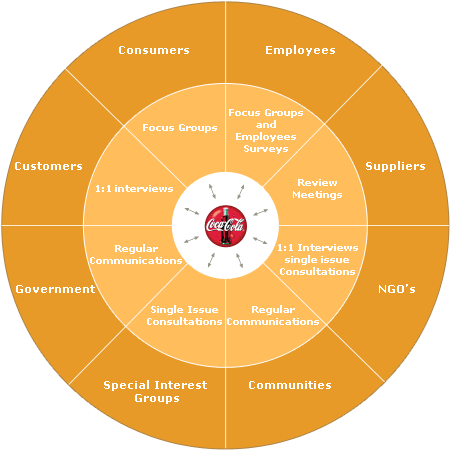 Consumers
Employees
Focus Groups
Focus Groups
and
Employees
Surveys
Customers
Suppliers
1:1 interviews
Review
Meetings
Coca-Cola
Regular
Communications
1:1 Interviews
single issue
Consultations
Government
NGO's
Single Issue
Consultations
Regular
Communications
Special Interest
Groups
Communities